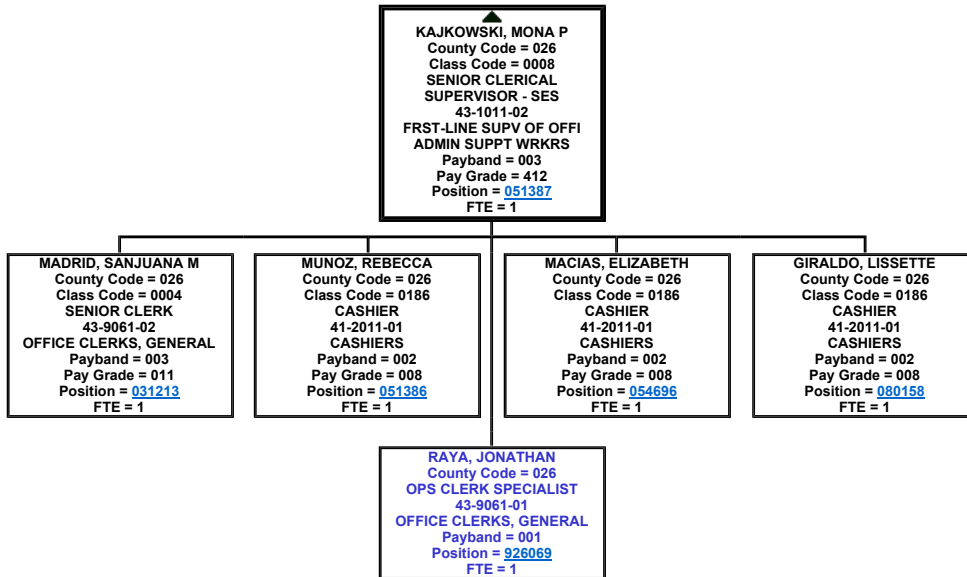 KAJKOWSKI, MONA P
County Code = 026
Class Code = 0008
SENIOR CLERICAL
SUPERVISOR - SES
43-1011-02
FRST-LINE SUPV OF OFFI
ADMIN SUPPT WRKRS
Payband = 003
Pay Grade = 412
Position = 051387
FTE = 1
MADRID, SANJUANA M
County Code = 026
Class Code = 0004
SENIOR CLERK
43-9061-02
OFFICE CLERKS, GENERAL
Payband = 003
Pay Grade = 011
Position = 031213
FTE = 1
MUNOZ, REBECCA
County Code = 026
Class Code = 0186
CASHIER
41-2011-01
CASHIERS
Payband = 002
Pay Grade = 008
Position = 051386
FTE = 1
MACIAS, ELIZABETH
County Code = 026
Class Code = 0186
CASHIER
41-2011-01
CASHIERS
Payband = 002
Pay Grade = 008
Position = 054696
FTE = 1
GIRALDO, LISSETTE
County Code = 026
Class Code = 0186
CASHIER
41-2011-01
CASHIERS
Payband = 002
Pay Grade = 008
Position = 080158
FTE = 1
RAYA, JONATHAN
County Code = 026
OPS CLERK SPECIALIST
43-9061-01
OFFICE CLERKS, GENERAL
Payband = 001
Position = 926069
FTE = 1